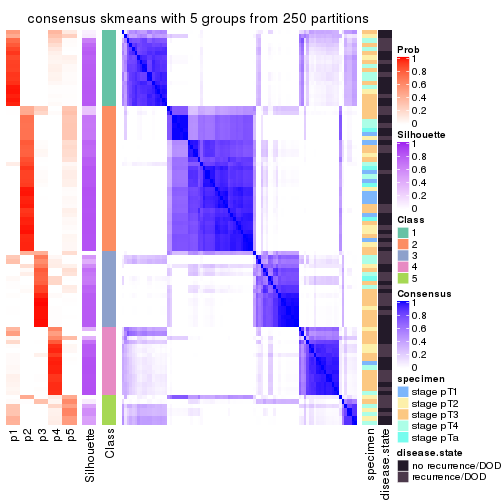 consensus skmeans with 5 groups from 250 partitions
p1
p2
p3
p4
p5
Silhouette
Class
specimen
disease.state
Prob
1
0.8
0.6
0.4
0.2
0
Silhouette
1
0.8
0.6
0.4
0.2
0
Class
1
2
3
4
5
Consensus
1
0.8
0.6
0.4
0.2
0
specimen
stage pT1
stage pT2
stage pT3
stage pT4
stage pTa
disease.state
no recurrence/DOD
recurrence/DOD